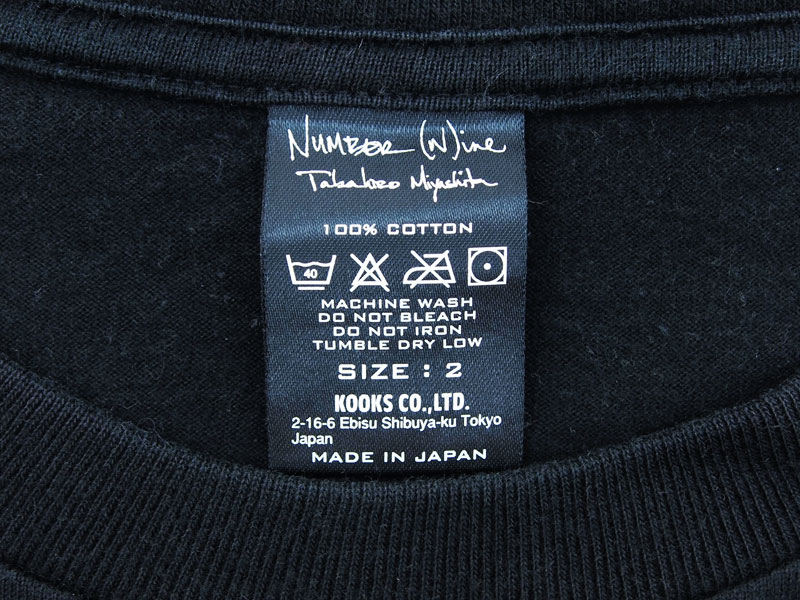 NUMBER (N)ine
Takahiro Miyashita
100% COTTON
40
MACHINE WASH
DO NOT BLEACH
DO NOT IRON
TUMBLE DRY LOW
SIZE : 2
KOOKS CO.,LTD.
2-16-6 Ebisu Shibuya-ku Tokyo
Japan
MADE IN JAPAN